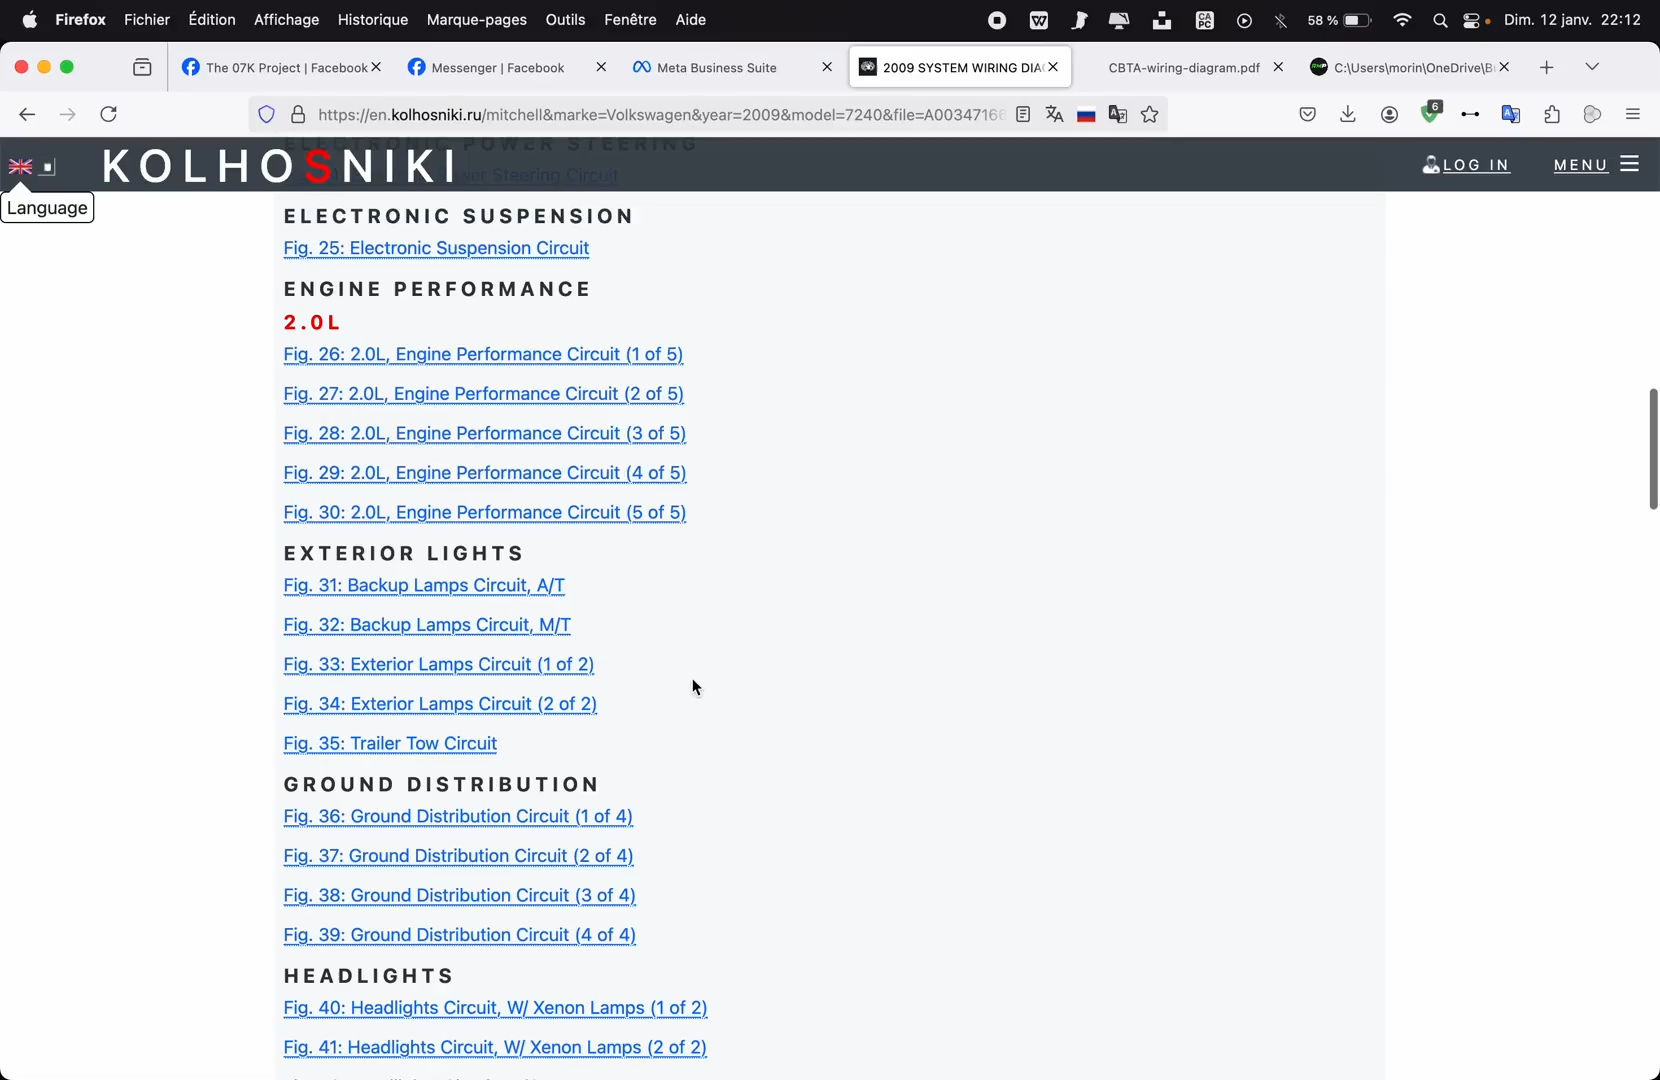 Firefox Fichier Édition Affichage Historique Marque-pages Outils Fenêtre Aide 58 % Dim. 12 janv. 22:12
The 07K Project | Facebook Messenger | Facebook Meta Business Suite 2009 SYSTEM WIRING DIA CBTA-wiring-diagram.pdf C:\Users\morin\OneDrive\B
https://en.kolhosniki.ru/mitchell&marke=Volkswagen&year=2009&model=7240&file=A0034716 6
ELECTRONIC POWER STEERING
KOLHOSNIKI LOG IN MENU
Power Steering Circuit
Language
ELECTRONIC SUSPENSION
Fig. 25: Electronic Suspension Circuit
ENGINE PERFORMANCE
2.0L
Fig. 26: 2.0L, Engine Performance Circuit (1 of 5)
Fig. 27: 2.0L, Engine Performance Circuit (2 of 5)
Fig. 28: 2.0L, Engine Performance Circuit (3 of 5)
Fig. 29: 2.0L, Engine Performance Circuit (4 of 5)
Fig. 30: 2.0L, Engine Performance Circuit (5 of 5)
EXTERIOR LIGHTS
Fig. 31: Backup Lamps Circuit, A/T
Fig. 32: Backup Lamps Circuit, M/T
Fig. 33: Exterior Lamps Circuit (1 of 2)
Fig. 34: Exterior Lamps Circuit (2 of 2)
Fig. 35: Trailer Tow Circuit
GROUND DISTRIBUTION
Fig. 36: Ground Distribution Circuit (1 of 4)
Fig. 37: Ground Distribution Circuit (2 of 4)
Fig. 38: Ground Distribution Circuit (3 of 4)
Fig. 39: Ground Distribution Circuit (4 of 4)
HEADLIGHTS
Fig. 40: Headlights Circuit, W/ Xenon Lamps (1 of 2)
Fig. 41: Headlights Circuit, W/ Xenon Lamps (2 of 2)